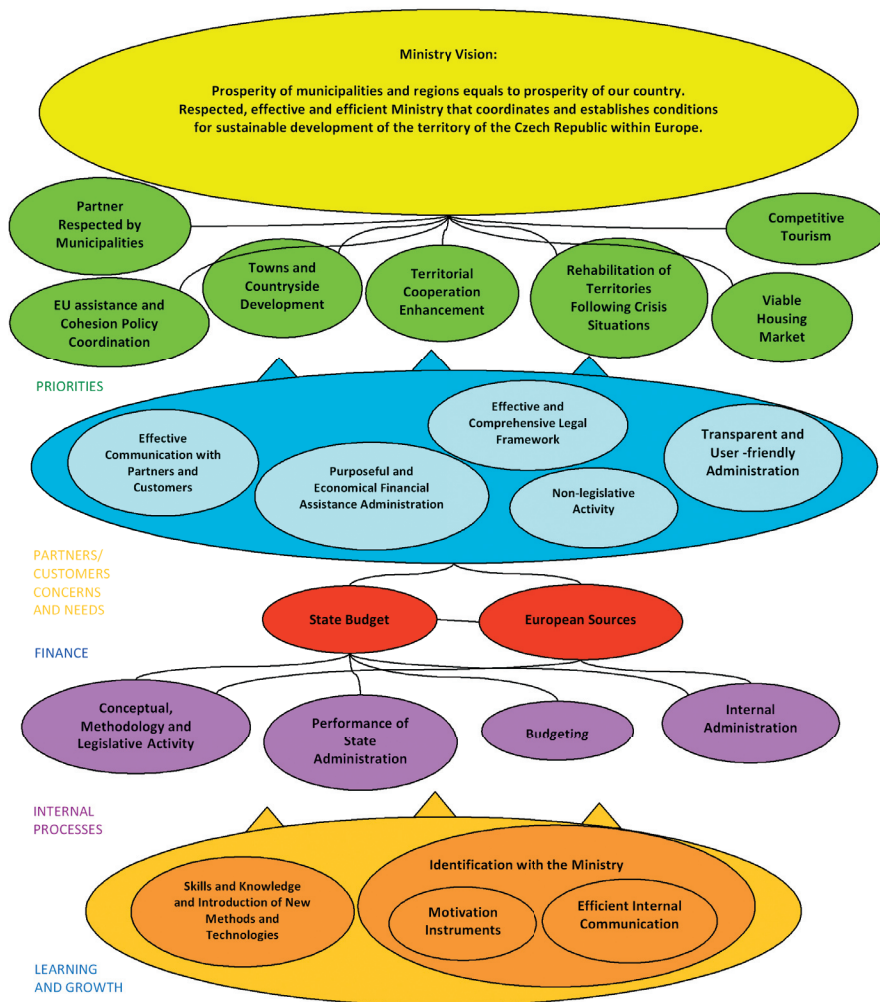 Ministry Vision:
Prosperity of municipalities and regions equals to prosperity of our country.
Respected, effective and efficient Ministry that coordinates and establishes conditions
for sustainable development of the territory of the Czech Republic within Europe.
Partner
Respected by
Municipalities
Competitive
Tourism
Towns and
Countryside
Development
Territorial
Cooperation
Enhancement
Rehabilitation of
Territories
Following Crisis
Situations
EU assistance and
Cohesion Policy
Coordination
Viable
Housing
Market
PRIORITIES
Effective
Communication with
Partners and
Customers
Purposeful and
Economical Financial
Assistance Administration
Effective and
Comprehensive Legal
Framework
Non-legislative
Activity
Transparent and
User -friendly
Administration
PARTNERS/
CUSTOMERS
CONCERNS
AND NEEDS
State Budget
European Sources
FINANCE
Conceptual,
Methodology and
Legislative Activity
Performance of
State
Administration
Budgeting
Internal
Administration
INTERNAL
PROCESSES
Skills and Knowledge
and Introduction of New
Methods and
Technologies
Identification with the Ministry
Motivation
Instruments
Efficient Internal
Communication
LEARNING
AND GROWTH